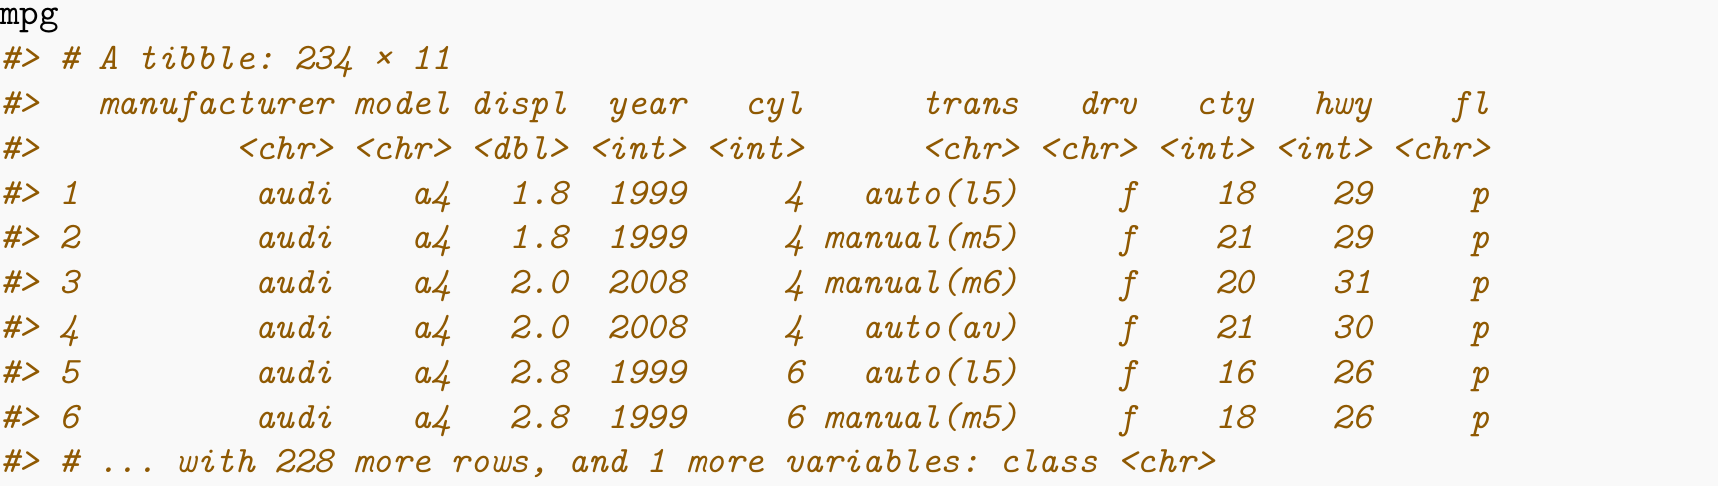 mpg
#> # A tibble: 234 × 11
#>   manufacturer model displ  year   cyl      trans   drv   cty   hwy    fl
#>          <chr> <chr> <dbl> <int> <int>      <chr> <chr> <int> <int> <chr>
#> 1         audi    a4   1.8  1999     4   auto(l5)     f    18    29     p
#> 2         audi    a4   1.8  1999     4 manual(m5)     f    21    29     p
#> 3         audi    a4   2.0  2008     4 manual(m6)     f    20    31     p
#> 4         audi    a4   2.0  2008     4   auto(av)     f    21    30     p
#> 5         audi    a4   2.8  1999     6   auto(l5)     f    16    26     p
#> 6         audi    a4   2.8  1999     6 manual(m5)     f    18    26     p
#> # ... with 228 more rows, and 1 more variables: class <chr>